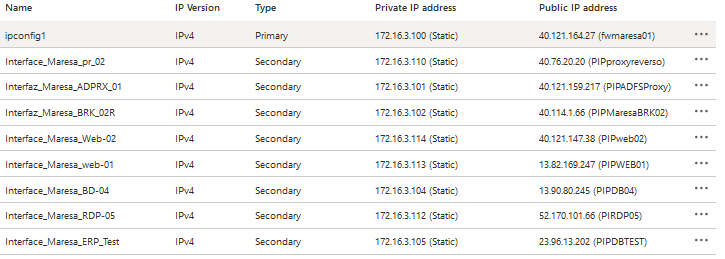 Name IP Version Type Private IP address Public IP address
ipconfig1 IPv4 Primary 172.16.3.100 (Static) 40.121.164.27 (fwmaresa01) ...
Interface_Maresa_pr_02 IPv4 Secondary 172.16.3.110 (Static) 40.76.20.20 (PIPproxyreverso) ...
Interfaz_Maresa_ADPRX_01 IPv4 Secondary 172.16.3.101 (Static) 40.121.159.217 (PIPADFSProxy) ...
Interfaz_Maresa_BRK_02R IPv4 Secondary 172.16.3.102 (Static) 40.114.1.66 (PIPMaresaBRK02) ...
Interface_Maresa_Web-02 IPv4 Secondary 172.16.3.114 (Static) 40.121.147.38 (PIPweb02) ...
Interface_Maresa_web-01 IPv4 Secondary 172.16.3.113 (Static) 13.82.169.247 (PIPWEB01) ...
Interface_Maresa_BD-04 IPv4 Secondary 172.16.3.104 (Static) 13.90.80.245 (PIPDB04) ...
Interface_Maresa_RDP-05 IPv4 Secondary 172.16.3.112 (Static) 52.170.101.66 (PIRDP05) ...
Interface_Maresa_ERP_Test IPv4 Secondary 172.16.3.105 (Static) 23.96.13.202 (PIPDBTEST) ...